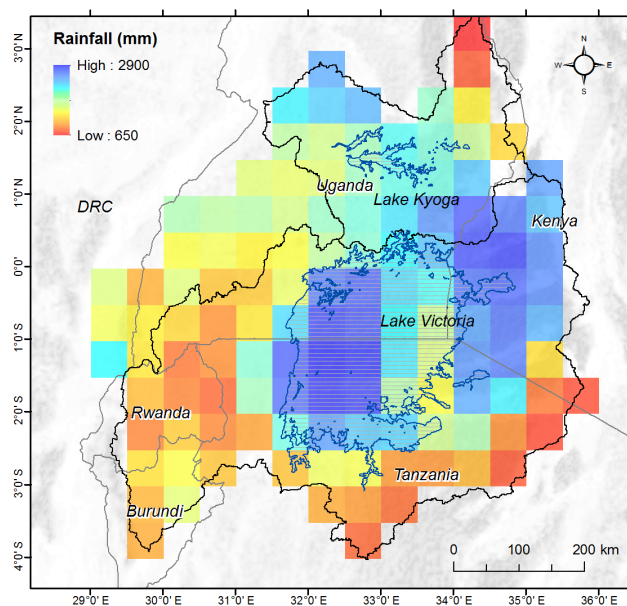 Rainfall (mm)
High : 2900
Low : 650
N
W E
S
3°0'N
2°0'N
1°0'N
0°0'
1°0'S
2°0'S
3°0'S
4°0'S
DRC
Uganda
Lake Kyoga
Kenya
Lake Victoria
Rwanda
Tanzania
Burundi
0 100 200 km
29°0'E 30°0'E 31°0'E 32°0'E 33°0'E 34°0'E 35°0'E 36°0'E